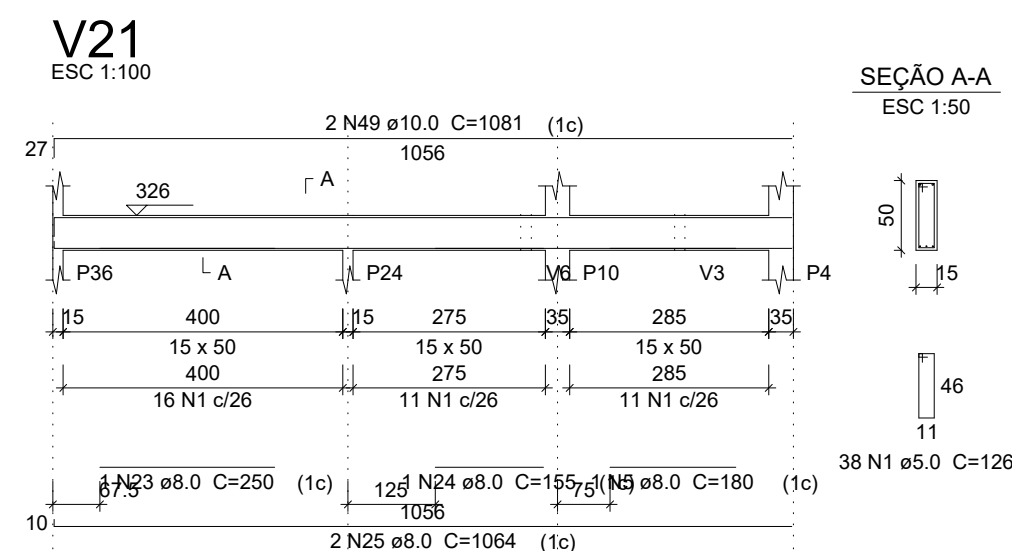 V21
ESC 1:100
SEÇÃO A-A
ESC 1:50
2 N49 ø10.0 C=1081 (1c)
27
1056
A
326
50
15
P36
A
P24
V6
P10
V3
P4
15 400 15 275 35 285 35
15 x 50 15 x 50 15 x 50
400 275 285
16 N1 c/26 11 N1 c/26 11 N1 c/26
46
11
38 N1 ø5.0 C=126
1 N23 ø8.0 C=250 (1c)
1 N24 ø8.0 C=155 (1c)
1 N5 ø8.0 C=180 (1c)
67.5
125
75
1056
10
2 N25 ø8.0 C=1064 (1c)